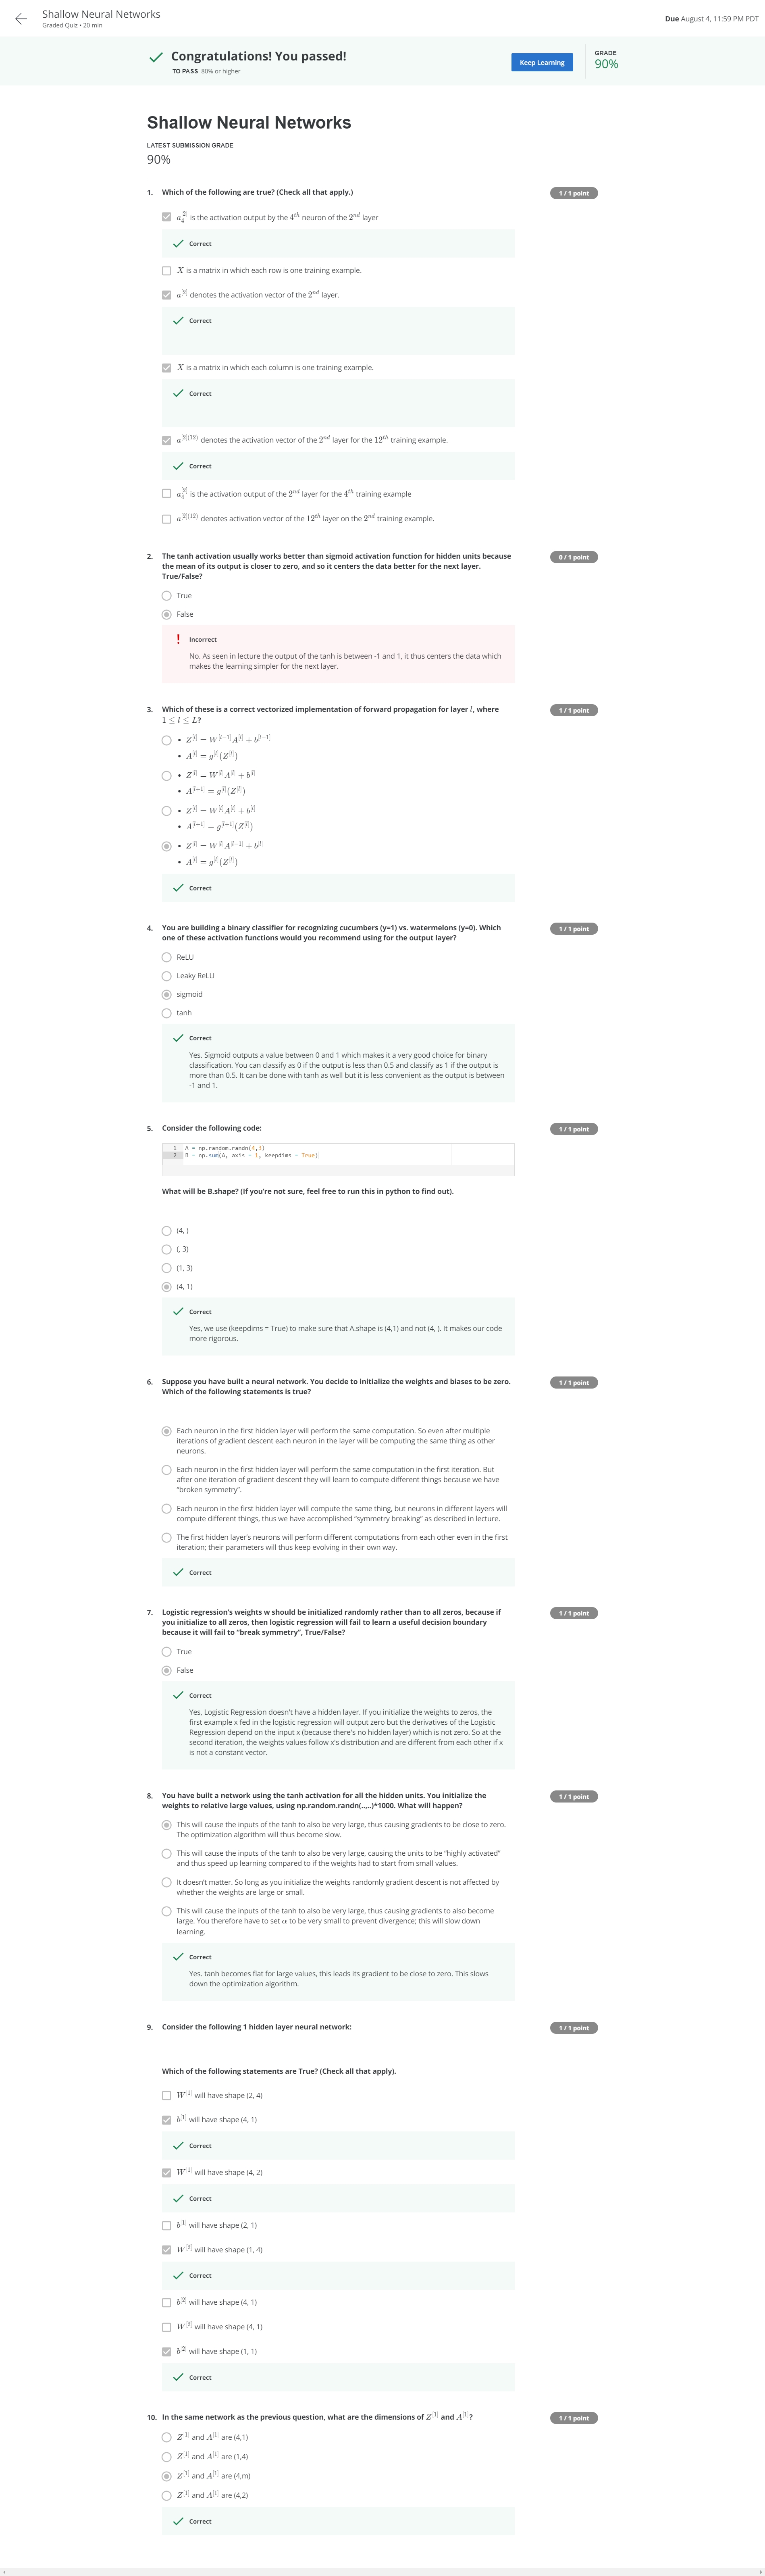 Shallow Neural Networks
Graded Quiz • 20 min
Due August 4, 11:59 PM PDT
Congratulations! You passed!
TO PASS 80% or higher
Keep Learning
GRADE
90%
Shallow Neural Networks
LATEST SUBMISSION GRADE
90%
1. Which of the following are true? (Check all that apply.)
1 / 1 point
a_4^{[2]} is the activation output by the 4^{th} neuron of the 2^{nd} layer
Correct
X is a matrix in which each row is one training example.
a^{[2]} denotes the activation vector of the 2^{nd} layer.
Correct
X is a matrix in which each column is one training example.
Correct
a^{[2](12)} denotes the activation vector of the 2^{nd} layer for the 12^{th} training example.
Correct
a_4^{[2]} is the activation output of the 2^{nd} layer for the 4^{th} training example
a^{[2](12)} denotes activation vector of the 12^{th} layer on the 2^{nd} training example.
2. The tanh activation usually works better than sigmoid activation function for hidden units because
the mean of its output is closer to zero, and so it centers the data better for the next layer.
True/False?
0 / 1 point
True
False
Incorrect
No. As seen in lecture the output of the tanh is between -1 and 1, it thus centers the data which
makes the learning simpler for the next layer.
3. Which of these is a correct vectorized implementation of forward propagation for layer l, where
1 ≤ l ≤ L?
1 / 1 point
• Z^{[l]} = W^{[l-1]}A^{[l]} + b^{[l-1]}
• A^{[l]} = g^{[l]}(Z^{[l]})
• Z^{[l]} = W^{[l]}A^{[l]} + b^{[l]}
• A^{[l+1]} = g^{[l]}(Z^{[l]})
• Z^{[l]} = W^{[l]}A^{[l]} + b^{[l]}
• A^{[l+1]} = g^{[l+1]}(Z^{[l]})
• Z^{[l]} = W^{[l]}A^{[l-1]} + b^{[l]}
• A^{[l]} = g^{[l]}(Z^{[l]})
Correct
4. You are building a binary classifier for recognizing cucumbers (y=1) vs. watermelons (y=0). Which
one of these activation functions would you recommend using for the output layer?
1 / 1 point
ReLU
Leaky ReLU
sigmoid
tanh
Correct
Yes. Sigmoid outputs a value between 0 and 1 which makes it a very good choice for binary
classification. You can classify as 0 if the output is less than 0.5 and classify as 1 if the output is
more than 0.5. It can be done with tanh as well but it is less convenient as the output is between
-1 and 1.
5. Consider the following code:
1 / 1 point
1 A = np.random.randn(4,3)
2 B = np.sum(A, axis = 1, keepdims = True)
What will be B.shape? (If you're not sure, feel free to run this in python to find out).
(4, )
(, 3)
(1, 3)
(4, 1)
Correct
Yes, we use (keepdims = True) to make sure that A.shape is (4,1) and not (4, ). It makes our code
more rigorous.
6. Suppose you have built a neural network. You decide to initialize the weights and biases to be zero.
Which of the following statements is true?
1 / 1 point
Each neuron in the first hidden layer will perform the same computation. So even after multiple
iterations of gradient descent each neuron in the layer will be computing the same thing as other
neurons.
Each neuron in the first hidden layer will perform the same computation in the first iteration. But
after one iteration of gradient descent they will learn to compute different things because we have
"broken symmetry".
Each neuron in the first hidden layer will compute the same thing, but neurons in different layers will
compute different things, thus we have accomplished "symmetry breaking" as described in lecture.
The first hidden layer's neurons will perform different computations from each other even in the first
iteration; their parameters will thus keep evolving in their own way.
Correct
7. Logistic regression's weights w should be initialized randomly rather than to all zeros, because if
you initialize to all zeros, then logistic regression will fail to learn a useful decision boundary
because it will fail to "break symmetry", True/False?
1 / 1 point
True
False
Correct
Yes, Logistic Regression doesn't have a hidden layer. If you initialize the weights to zeros, the
first example x fed in the logistic regression will output zero but the derivatives of the Logistic
Regression depend on the input x (because there's no hidden layer) which is not zero. So at the
second iteration, the weights values follow x's distribution and are different from each other if x
is not a constant vector.
8. You have built a network using the tanh activation for all the hidden units. You initialize the
weights to relative large values, using np.random.randn(..,..)*1000. What will happen?
1 / 1 point
This will cause the inputs of the tanh to also be very large, thus causing gradients to be close to zero.
The optimization algorithm will thus become slow.
This will cause the inputs of the tanh to also be very large, causing the units to be "highly activated"
and thus speed up learning compared to if the weights had to start from small values.
It doesn't matter. So long as you initialize the weights randomly gradient descent is not affected by
whether the weights are large or small.
This will cause the inputs of the tanh to also be very large, thus causing gradients to also become
large. You therefore have to set α to be very small to prevent divergence; this will slow down
learning.
Correct
Yes. tanh becomes flat for large values, this leads its gradient to be close to zero. This slows
down the optimization algorithm.
9. Consider the following 1 hidden layer neural network:
1 / 1 point
Which of the following statements are True? (Check all that apply).
W^{[1]} will have shape (2, 4)
b^{[1]} will have shape (4, 1)
Correct
W^{[1]} will have shape (4, 2)
Correct
b^{[1]} will have shape (2, 1)
W^{[2]} will have shape (1, 4)
Correct
b^{[2]} will have shape (4, 1)
W^{[2]} will have shape (4, 1)
b^{[2]} will have shape (1, 1)
Correct
10. In the same network as the previous question, what are the dimensions of Z^{[1]} and A^{[1]}?
1 / 1 point
Z^{[1]} and A^{[1]} are (4,1)
Z^{[1]} and A^{[1]} are (1,4)
Z^{[1]} and A^{[1]} are (4,m)
Z^{[1]} and A^{[1]} are (4,2)
Correct